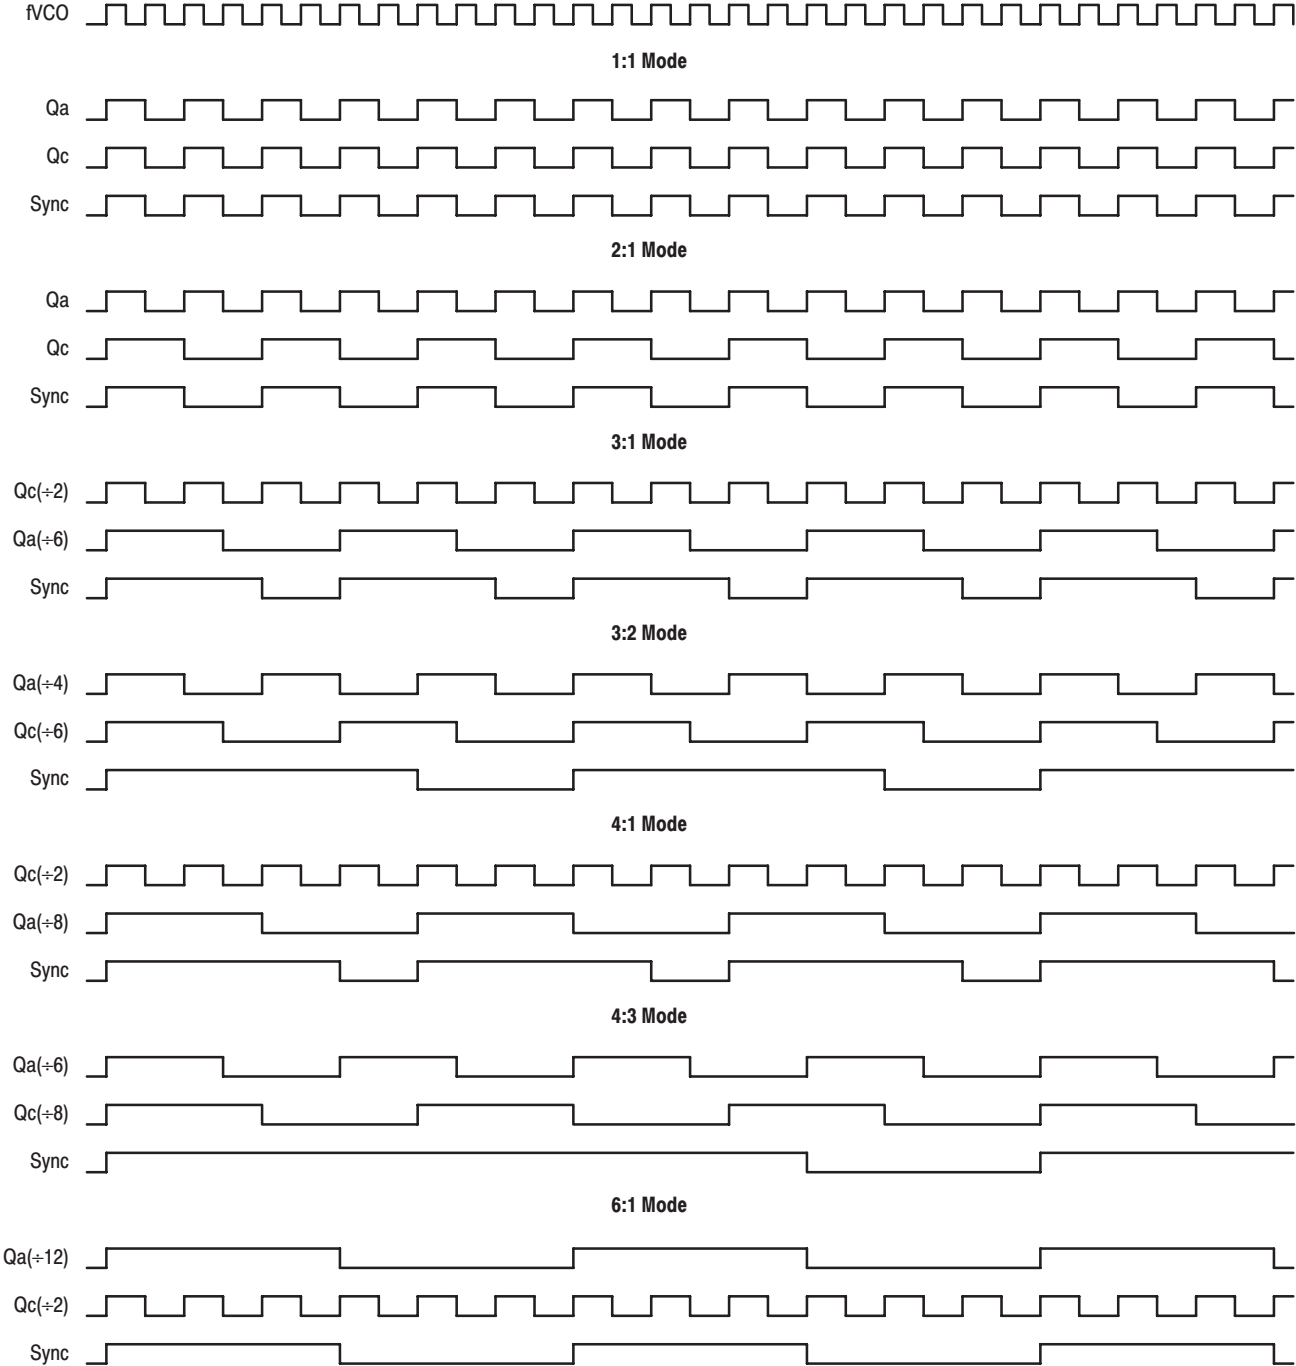 fVCO
1:1 Mode
Qa
Qc
Sync
2:1 Mode
Qa
Qc
Sync
3:1 Mode
Qc(÷2)
Qa(÷6)
Sync
3:2 Mode
Qa(÷4)
Qc(÷6)
Sync
4:1 Mode
Qc(÷2)
Qa(÷8)
Sync
4:3 Mode
Qa(÷6)
Qc(÷8)
Sync
6:1 Mode
Qa(÷12)
Qc(÷2)
Sync